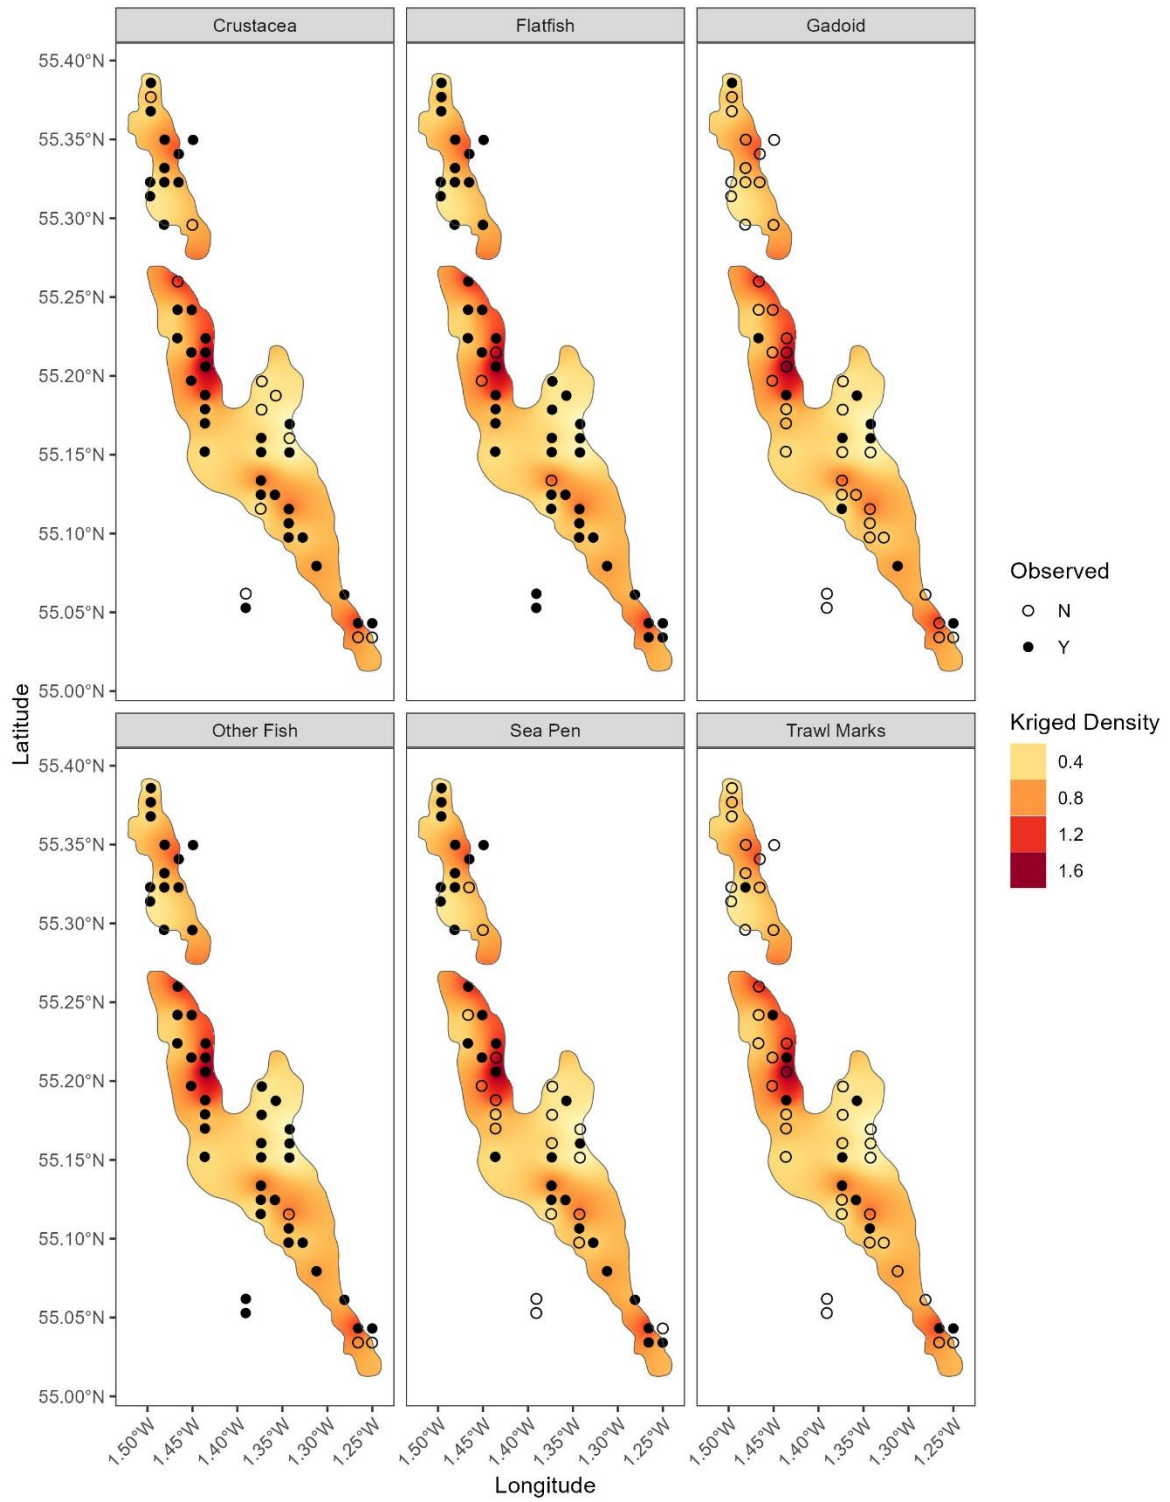 Crustacea
Flatfish
Gadoid
55.40°N
55.35°N
55.30°N
55.25°N
55.20°N
55.15°N
55.10°N
55.05°N
55.00°N
Latitude
Other Fish
Sea Pen
Trawl Marks
55.40°N
55.35°N
55.30°N
55.25°N
55.20°N
55.15°N
55.10°N
55.05°N
55.00°N
1.50°W
1.45°W
1.40°W
1.35°W
1.30°W
1.25°W
1.50°W
1.45°W
1.40°W
1.35°W
1.30°W
1.25°W
1.50°W
1.45°W
1.40°W
1.35°W
1.30°W
1.25°W
Longitude
Observed
N
Y
Kriged Density
0.4
0.8
1.2
1.6